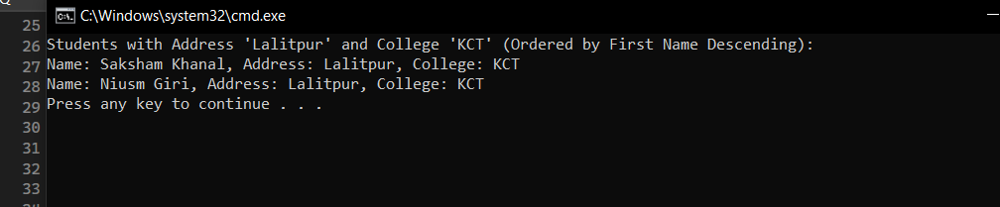 C:\Windows\system32\cmd.exe
25
26 Students with Address 'Lalitpur' and College 'KCT' (Ordered by First Name Descending):
27 Name: Saksham Khanal, Address: Lalitpur, College: KCT
28 Name: Niusm Giri, Address: Lalitpur, College: KCT
29 Press any key to continue . . .
30
31
32
33